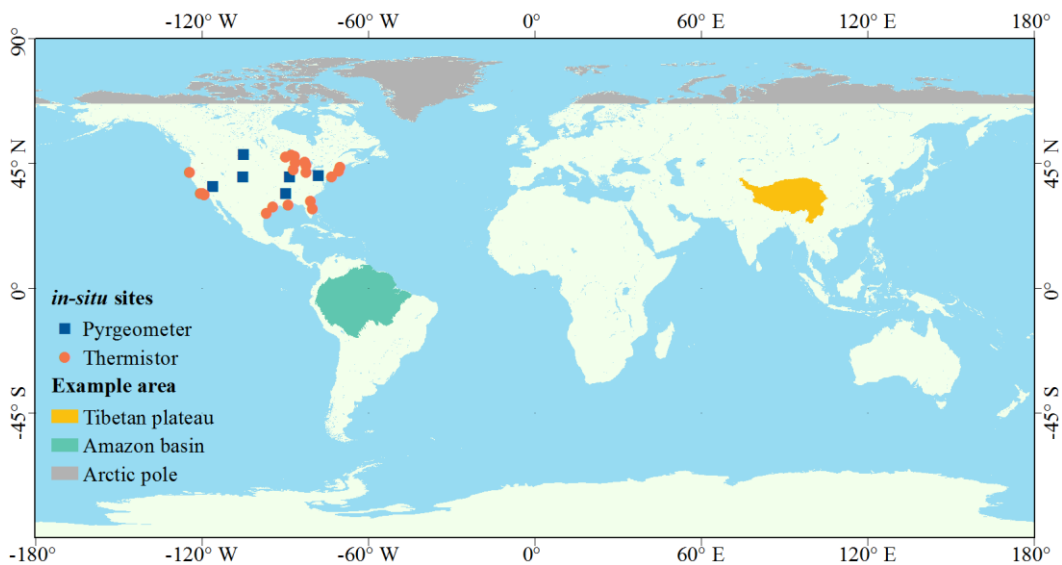 -120° W -60° W 0° 60° E 120° E 180°
90°
45° N 45° N
0° 0°
-45° S -45° S
in-situ sites
Pyrgeometer
Thermistor
Example area
Tibetan plateau
Amazon basin
Arctic pole
-180° -120° W -60° W 0° 60° E 120° E 180°